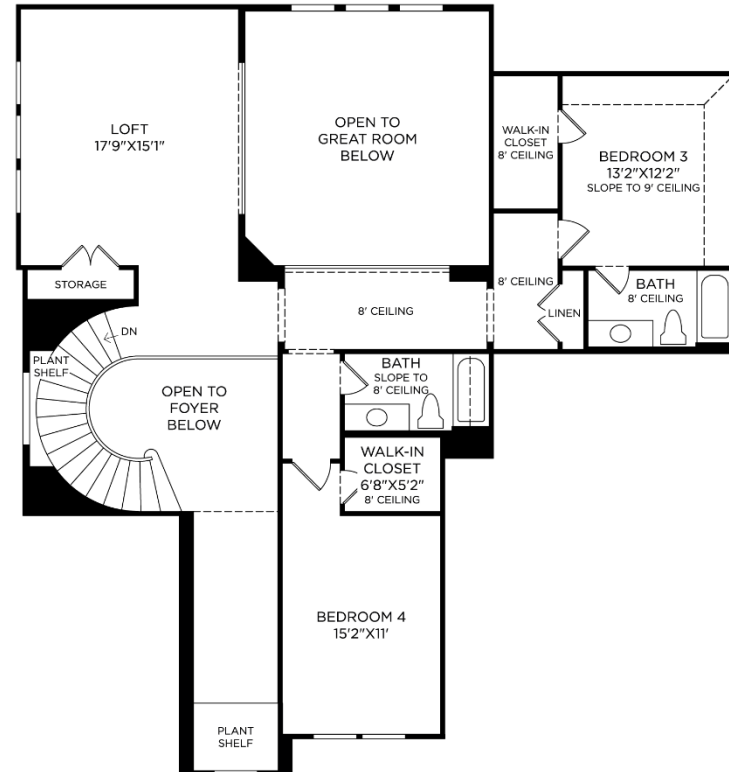 LOFT
17'9"X15'1"
OPEN TO
GREAT ROOM
BELOW
WALK-IN
CLOSET
8' CEILING
BEDROOM 3
13'2"X12'2"
SLOPE TO 9' CEILING
STORAGE
8' CEILING
8' CEILING
LINEN
BATH
8' CEILING
DN
PLANT
SHELF
OPEN TO
FOYER
BELOW
BATH
SLOPE TO
8' CEILING
WALK-IN
CLOSET
6'8"X5'2"
8' CEILING
BEDROOM 4
15'2"X11'
PLANT
SHELF